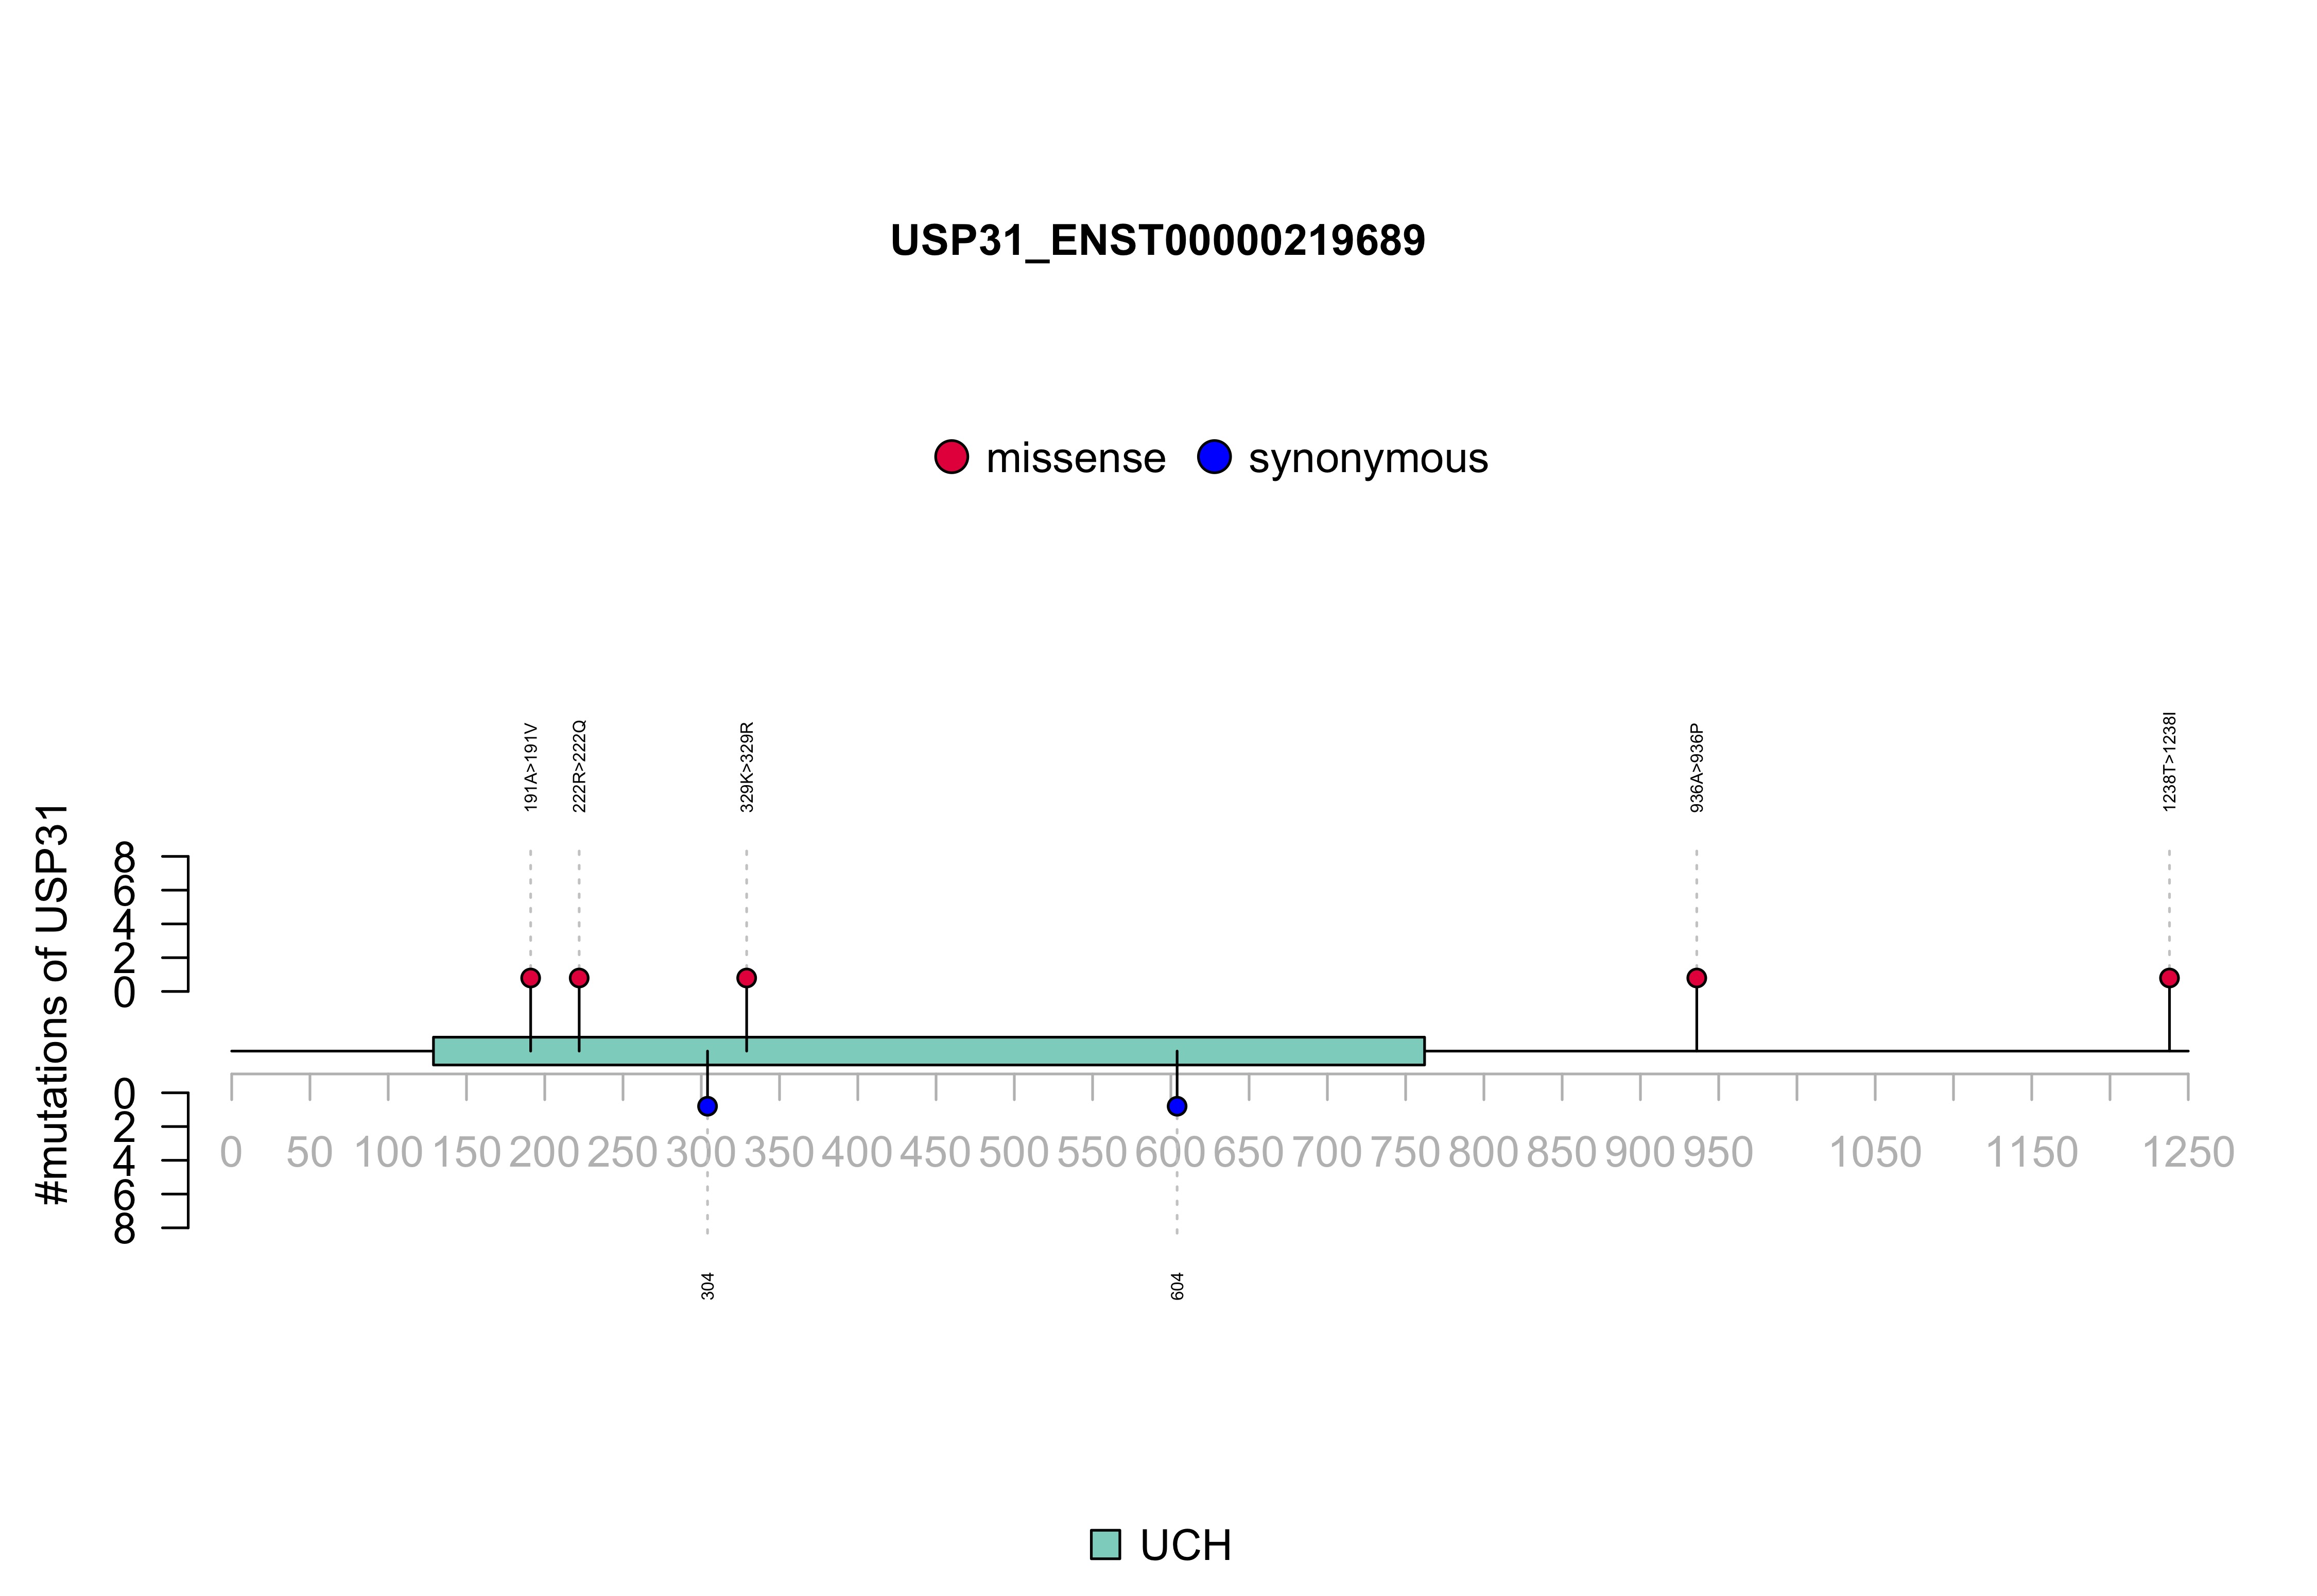 USP31_ENST00000219689
missense synonymous
191A>191V
222R>222Q
329K>329R
936A>936P
1238T>1238I
#mutations of USP31
8
6
4
2
0
0
2
4
6
8
0 50 100 150 200 250 300 350 400 450 500 550 600 650 700 750 800 850 900 950 1050 1150 1250
304
604
UCH